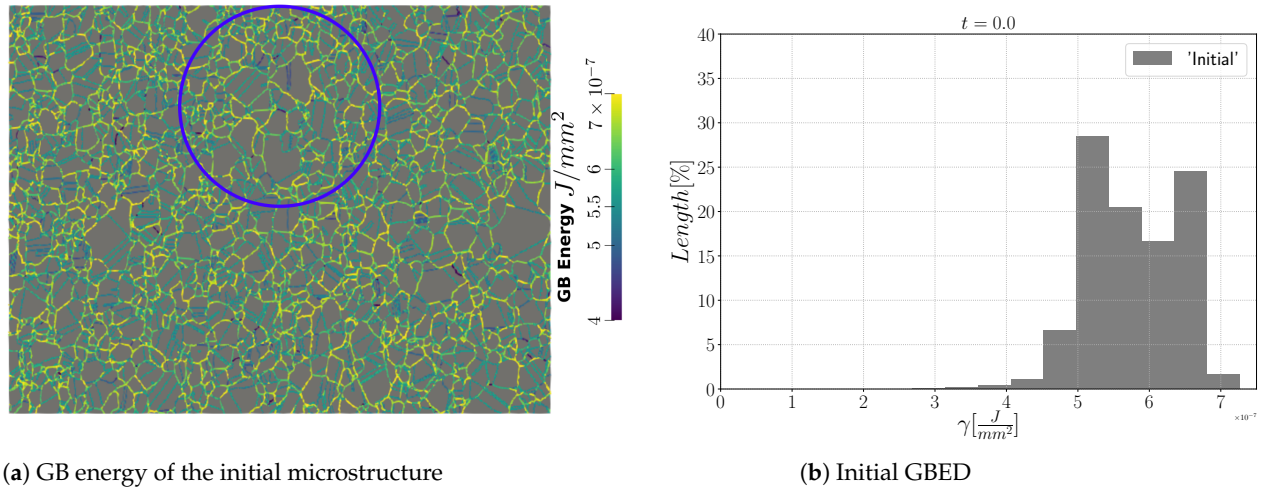 GB Energy J/mm²
7 × 10⁻⁷
6
5.5
5
4
t = 0.0
'Initial'
Length[%]
40
35
30
25
20
15
10
5
0
0 1 2 3 4 5 6 7
×10⁻⁷
γ[J/mm²]
(a) GB energy of the initial microstructure
(b) Initial GBED